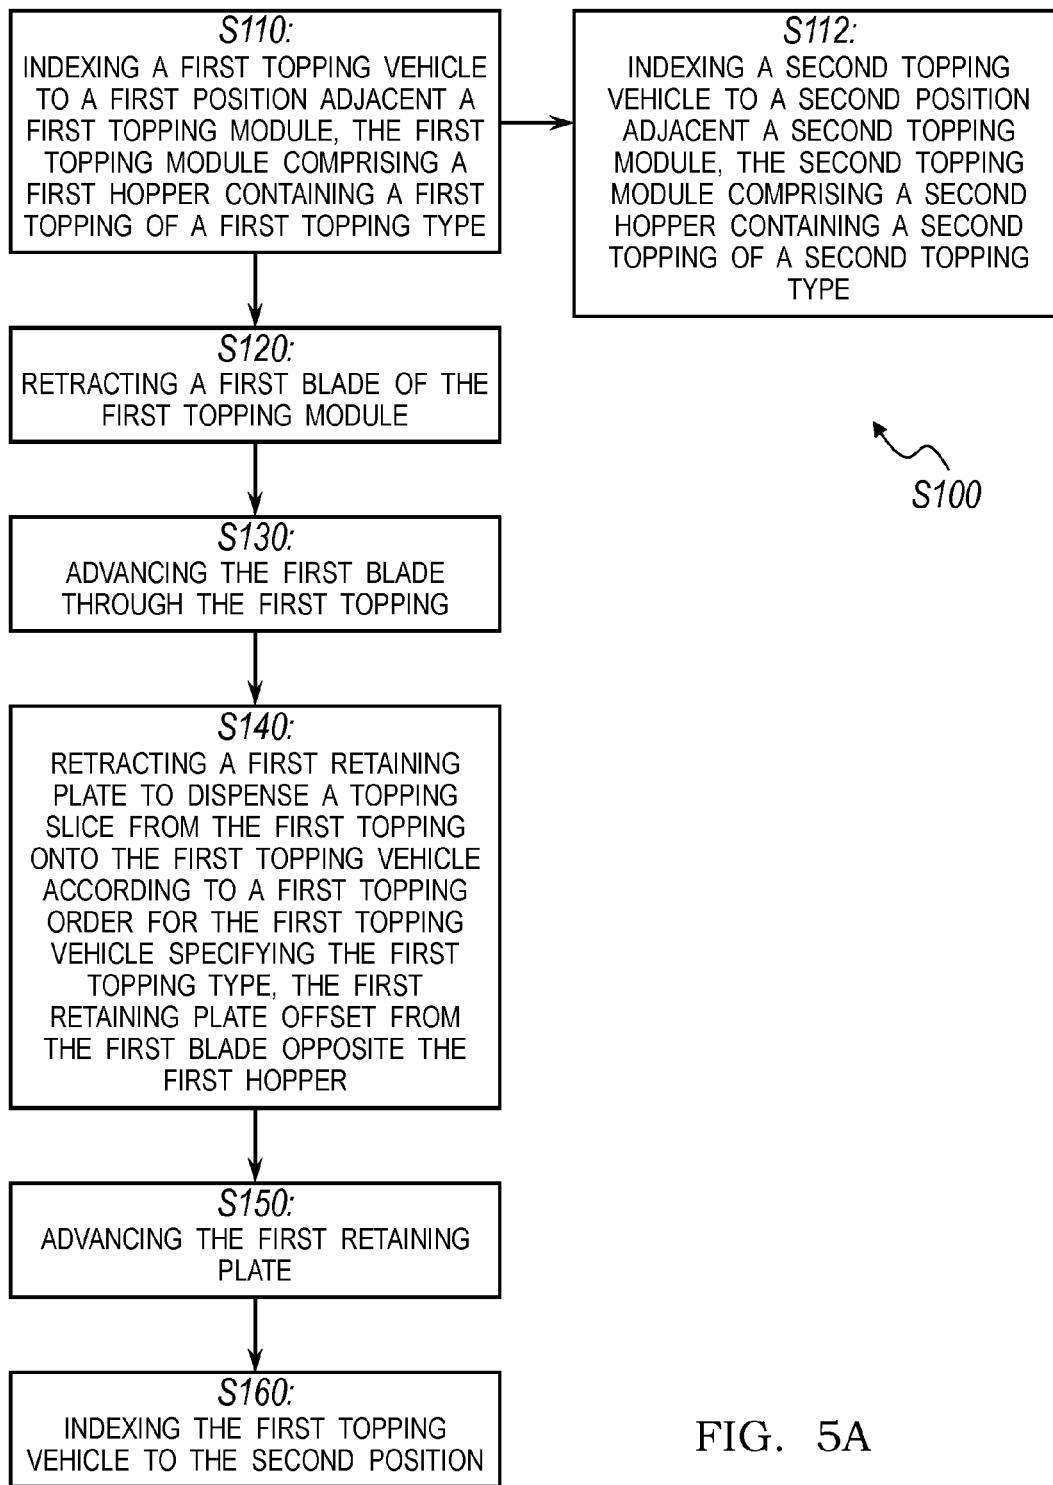 S110:
INDEXING A FIRST TOPPING VEHICLE
TO A FIRST POSITION ADJACENT A
FIRST TOPPING MODULE, THE FIRST
TOPPING MODULE COMPRISING A
FIRST HOPPER CONTAINING A FIRST
TOPPING OF A FIRST TOPPING TYPE
S112:
INDEXING A SECOND TOPPING
VEHICLE TO A SECOND POSITION
ADJACENT A SECOND TOPPING
MODULE, THE SECOND TOPPING
MODULE COMPRISING A SECOND
HOPPER CONTAINING A SECOND
TOPPING OF A SECOND TOPPING
TYPE
S120:
RETRACTING A FIRST BLADE OF THE
FIRST TOPPING MODULE
S100
S130:
ADVANCING THE FIRST BLADE
THROUGH THE FIRST TOPPING
S140:
RETRACTING A FIRST RETAINING
PLATE TO DISPENSE A TOPPING
SLICE FROM THE FIRST TOPPING
ONTO THE FIRST TOPPING VEHICLE
ACCORDING TO A FIRST TOPPING
ORDER FOR THE FIRST TOPPING
VEHICLE SPECIFYING THE FIRST
TOPPING TYPE, THE FIRST
RETAINING PLATE OFFSET FROM
THE FIRST BLADE OPPOSITE THE
FIRST HOPPER
S150:
ADVANCING THE FIRST RETAINING
PLATE
S160:
INDEXING THE FIRST TOPPING
VEHICLE TO THE SECOND POSITION
FIG. 5A